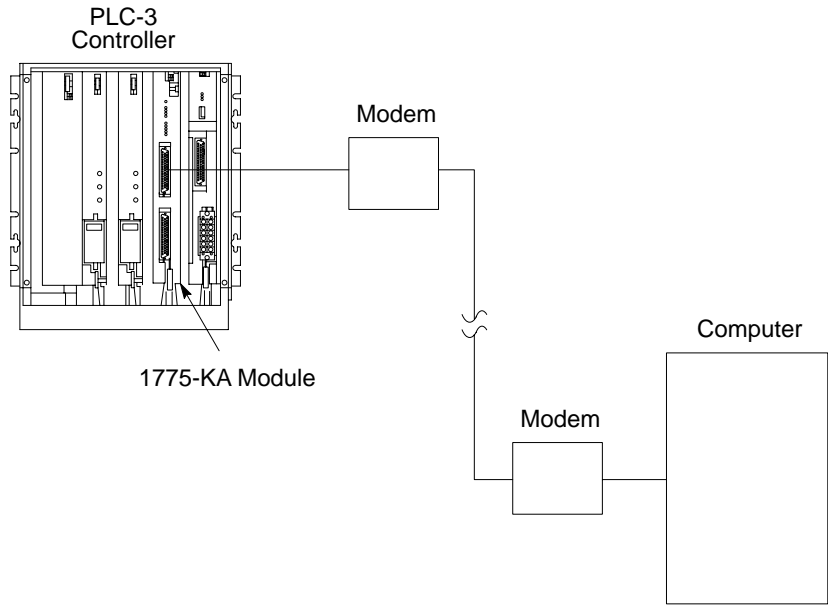 PLC-3
Controller
Modem
Computer
1775-KA Module
Modem